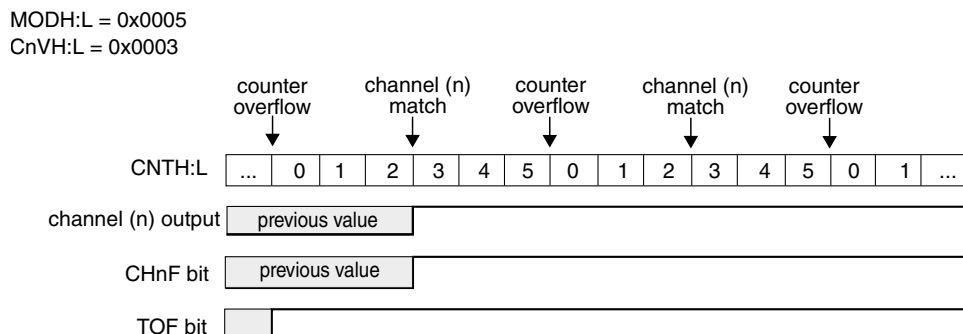 MODH:L = 0x0005
CnVH:L = 0x0003
counter overflow
channel (n) match
counter overflow
channel (n) match
counter overflow
CNTH:L ... 0 1 2 3 4 5 0 1 2 3 4 5 0 1 ...
channel (n) output previous value
CHnF bit previous value
TOF bit